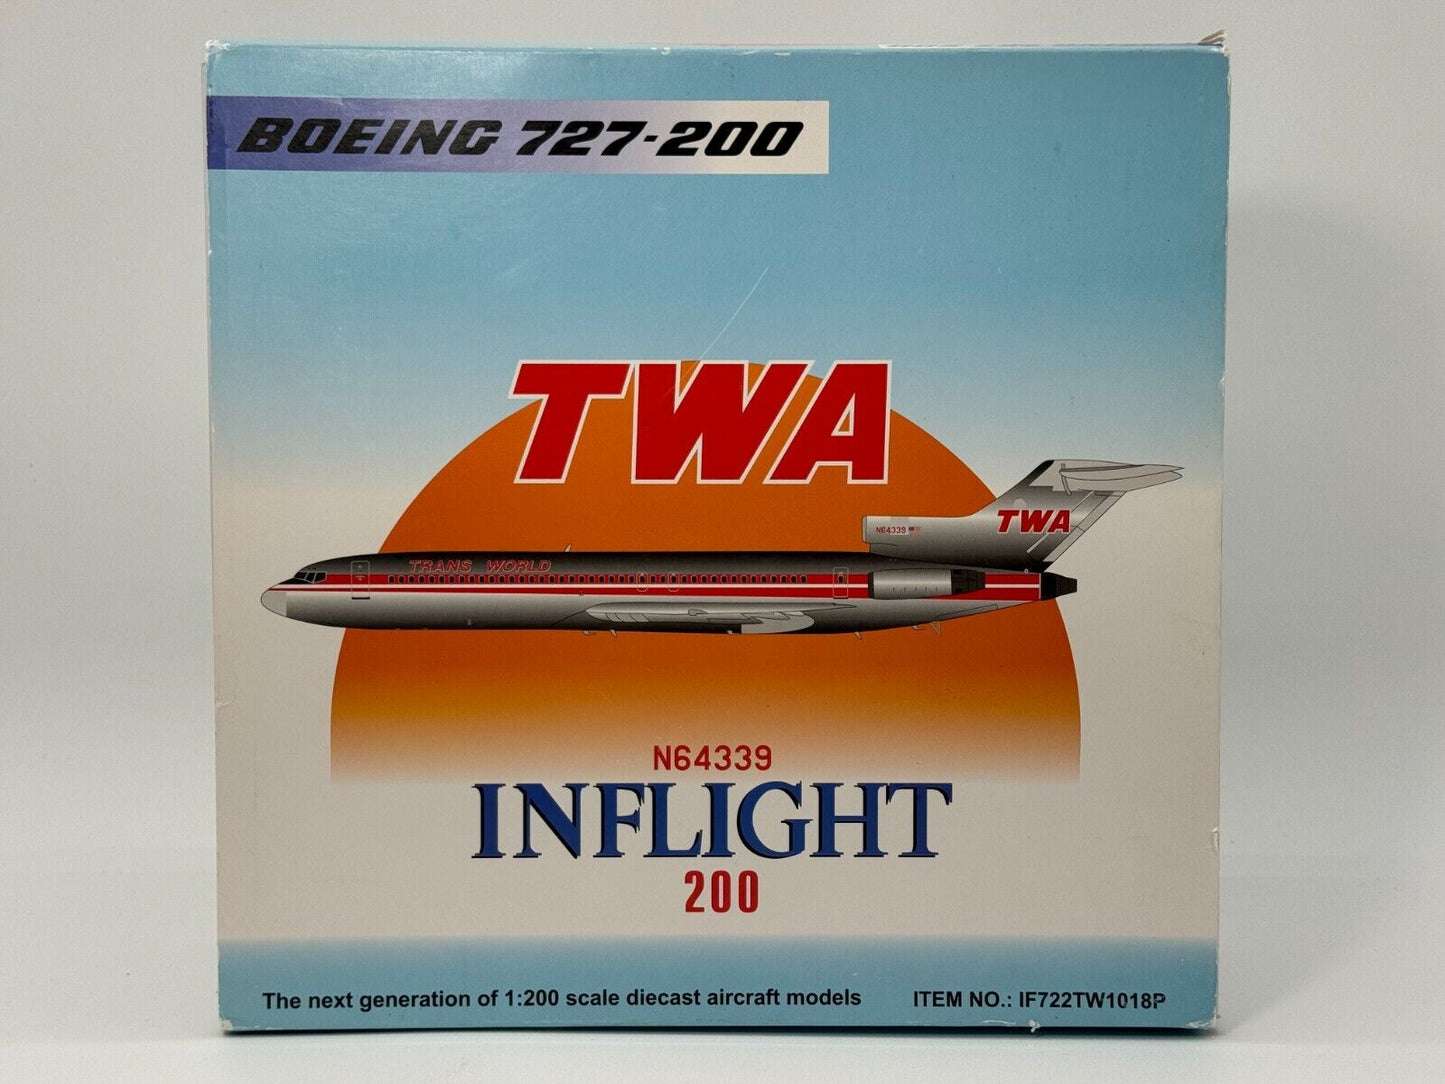 BOEING 727-200
TWA
TWA
N64339
TRANS WORLD
N64339
INFLIGHT
200
The next generation of 1:200 scale diecast aircraft models
ITEM NO.: IF722TW1018P